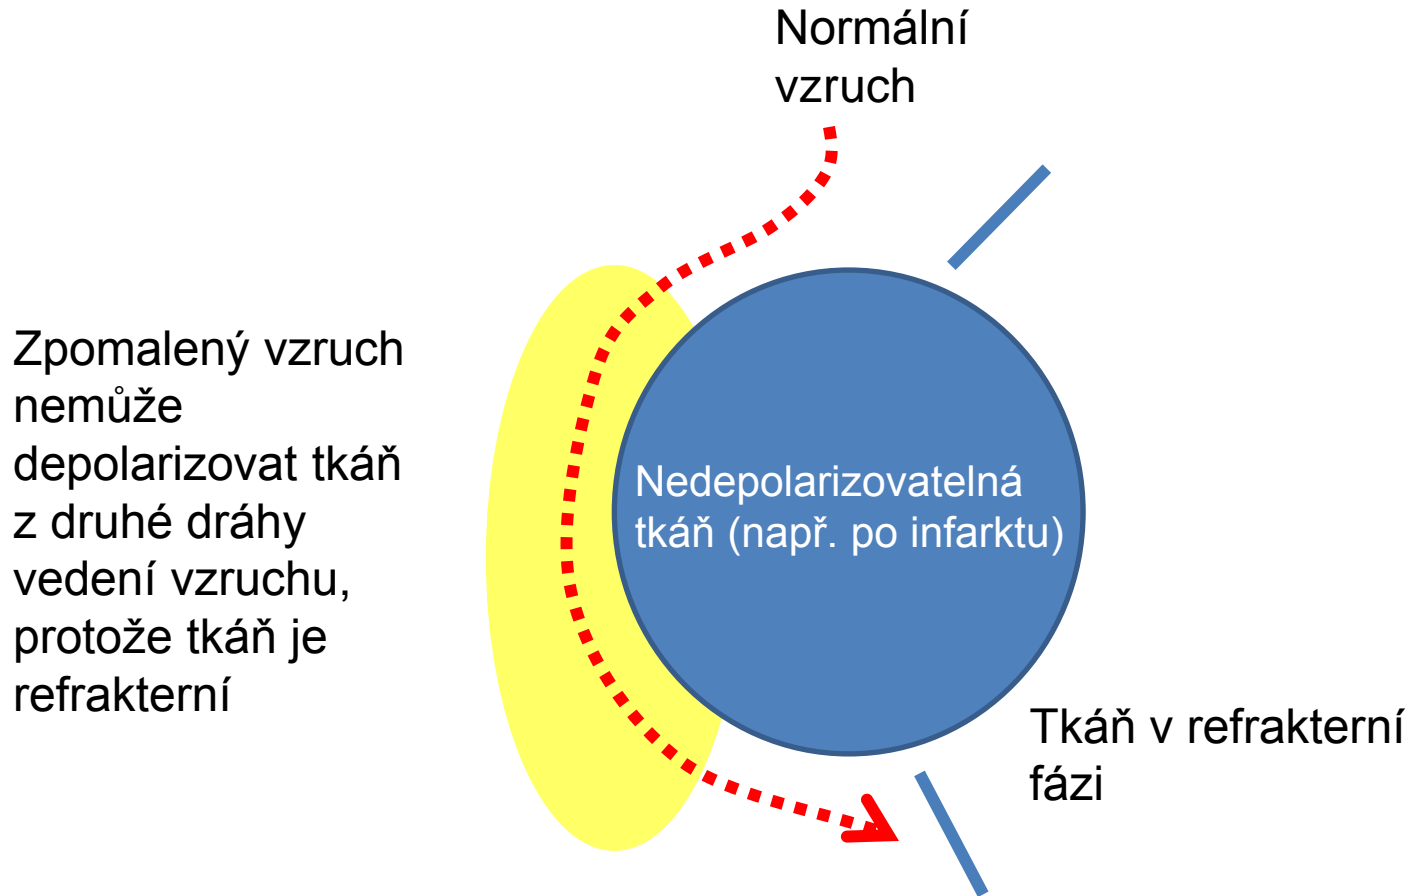 Normální
vzruch
Zpomalený vzruch
nemůže
depolarizovat tkáň
z druhé dráhy
vedení vzruchu,
protože tkáň je
refrakterní
Nedepolarizovatelná
tkáň (např. po infarktu)
Tkáň v refrakterní
fázi